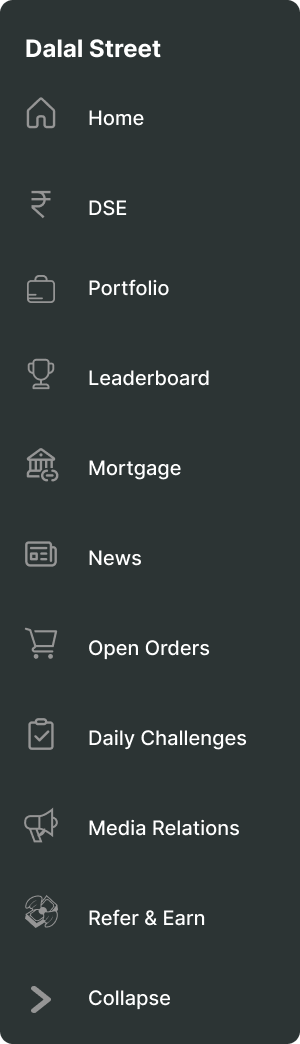 Dalal Street
Home
DSE
Portfolio
Leaderboard
Mortgage
News
Open Orders
Daily Challenges
Media Relations
Refer & Earn
Collapse